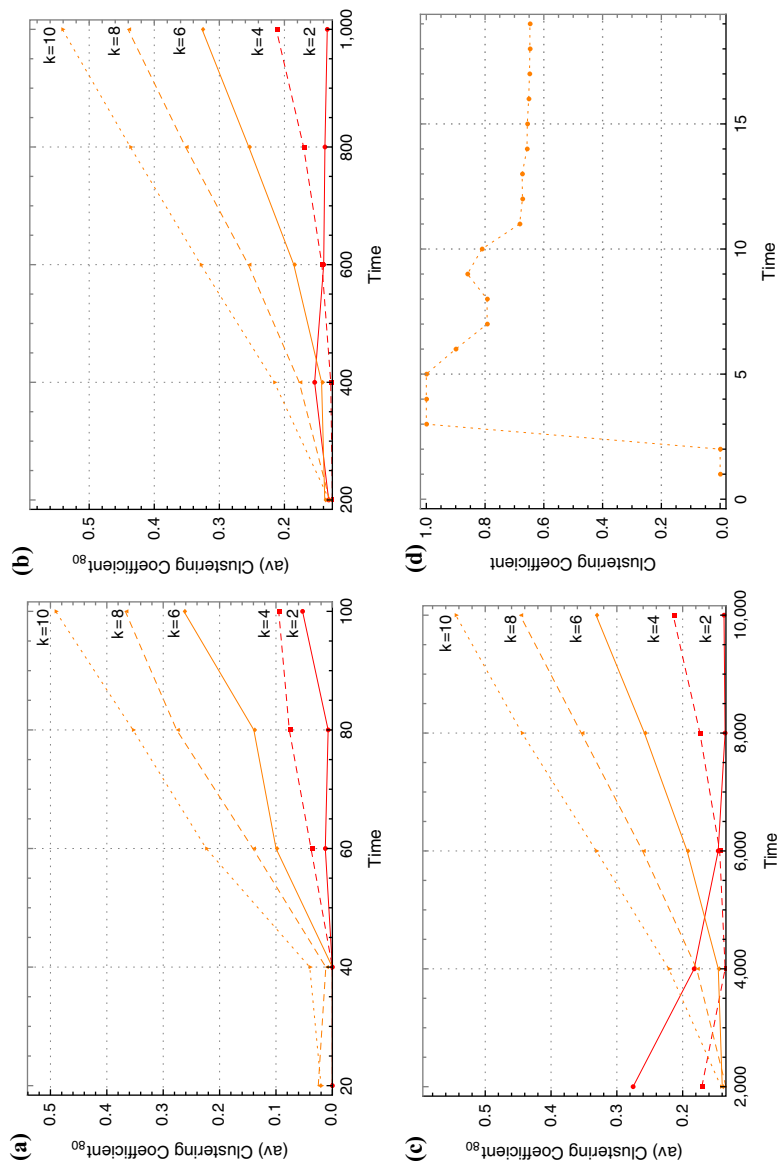 (a)
(av) Clustering Coefficient80
0.5
0.4
0.3
0.2
0.1
0.0
k=10
k=8
k=6
k=4
k=2
20
40
60
80
100
Time
(b)
(av) Clustering Coefficient80
0.5
0.4
0.3
0.2
k=10
k=8
k=6
k=4
k=2
200
400
600
800
1,000
Time
(c)
(av) Clustering Coefficient80
0.5
0.4
0.3
0.2
k=10
k=8
k=6
k=4
k=2
2,000
4,000
6,000
8,000
10,000
Time
(d)
Clustering Coefficient
1.0
0.8
0.6
0.4
0.2
0.0
0
5
10
15
Time